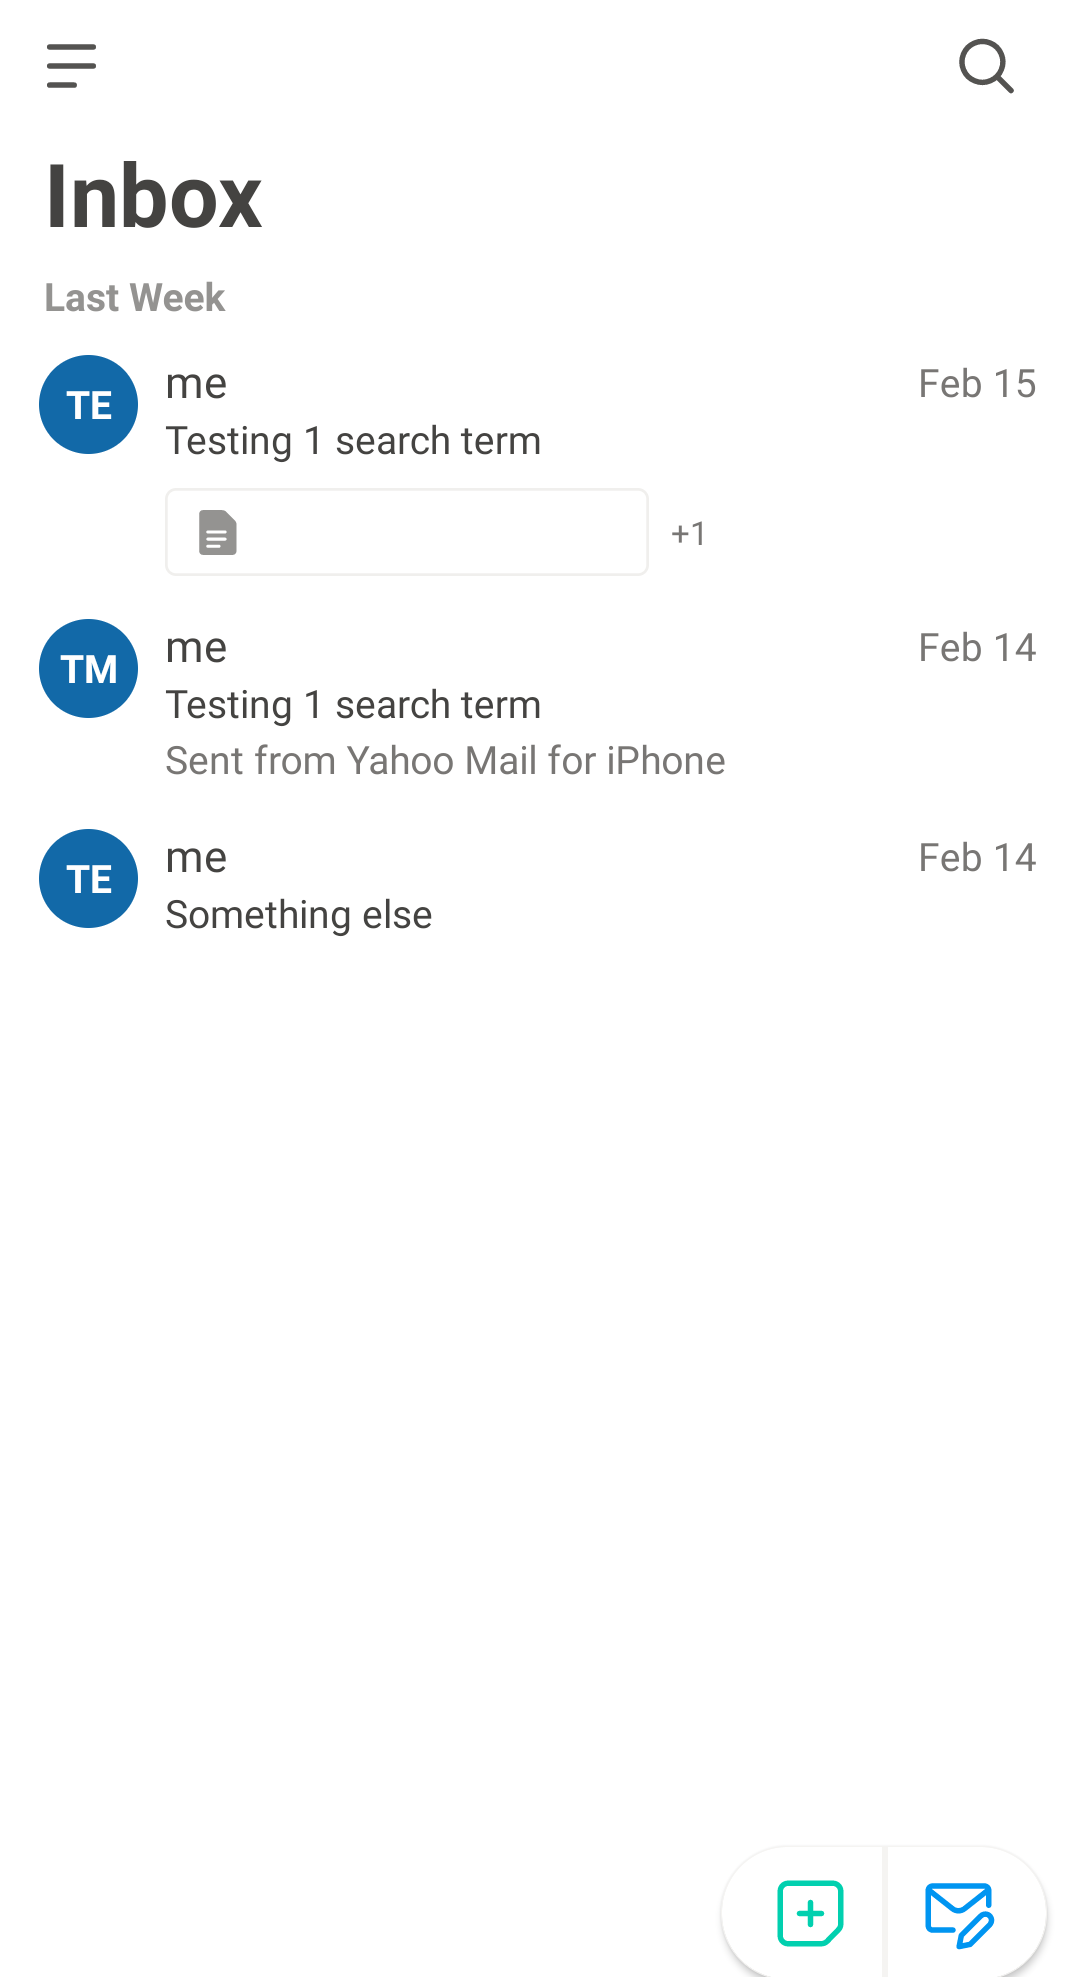 Inbox
Last Week
TE
me
Feb 15
Testing 1 search term
+1
TM
me
Feb 14
Testing 1 search term
Sent from Yahoo Mail for iPhone
TE
me
Feb 14
Something else